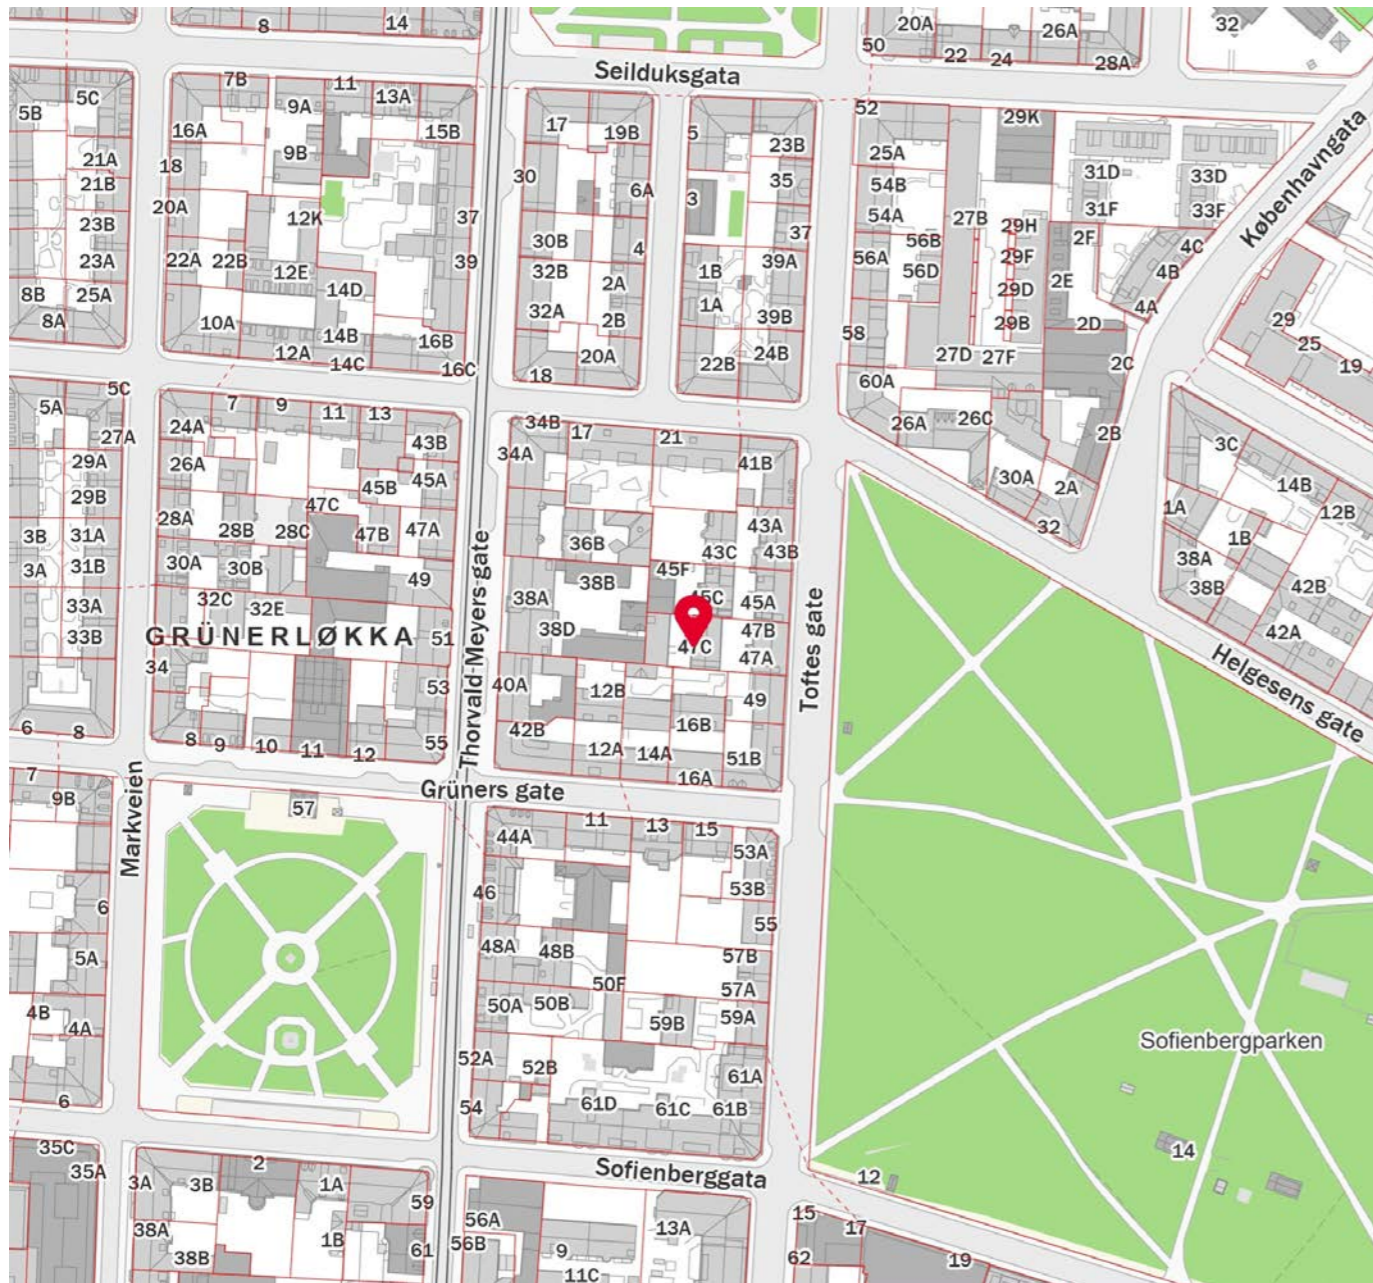 8
14
20A
22
24
26A
28A
32
50
Seilduksgata
5C
5B
7B
9A
11
13A
15B
16A
9B
18
21A
21B
20A
12K
23B
22A
22B
12E
23A
37
39
8B
25A
8A
10A
14D
14B
16B
12A
14C
16C
17
19B
30
6A
30B
4
32B
2A
32A
2B
20A
18
5
23B
35
3
37
1B
39A
1A
39B
22B
24B
52
25A
54B
54A
56B
56A
56D
58
27B
29K
29H
29F
29D
29B
27D
27F
31D
31F
33D
33F
2F
2E
2D
2C
4C
4B
4A
Københavngata
29
25
19
60A
26A
26C
30A
2A
2B
32
5C
5A
27A
29A
29B
3B
31A
3A
31B
33A
33B
6
8
24A
7
9
11
13
26A
43B
45A
45B
28A
28B
28C
47C
47B
47A
30A
30B
49
32C
32E
GRÜNERLØKKA
51
34
53
8
9
10
11
12
55
Thorvald-Meyersgate
34B
17
21
34A
41B
36B
43A
43C
43B
38B
45F
38A
45C
45A
38D
47B
47C
47A
40A
12B
49
42B
16B
12A
14A
51B
16A
Toftes gate
3C
14B
12B
1A
1B
38A
38B
42B
42A
Helgesens gate
Grüners gate
Markveien
7
9B
57
6
5A
4B
4A
6
44A
11
13
15
53A
53B
46
55
48A
48B
57B
50F
57A
50A
50B
59B
59A
52A
52B
61A
54
61D
61C
61B
Sofienbergparken
14
12
Sofienberggata
35C
35A
3A
3B
2
1A
59
38A
38B
1B
61
56A
56B
9
11C
13A
15
17
62
19